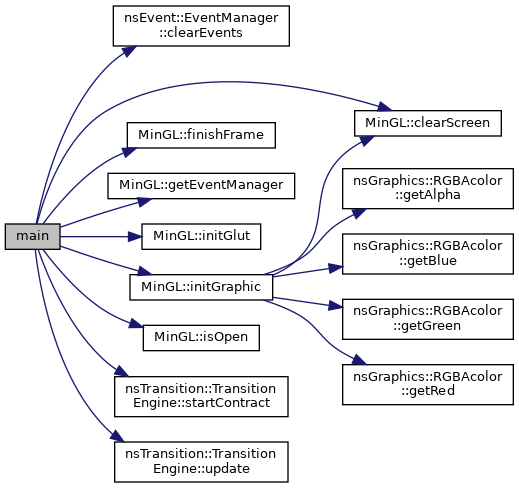 nsEvent::EventManager
::clearEvents
MinGL::clearScreen
MinGL::finishFrame
MinGL::getEventManager
nsGraphics::RGBAcolor
::getAlpha
main
MinGL::initGlut
nsGraphics::RGBAcolor
::getBlue
MinGL::initGraphic
nsGraphics::RGBAcolor
::getGreen
MinGL::isOpen
nsGraphics::RGBAcolor
::getRed
nsTransition::Transition
Engine::startContract
nsTransition::Transition
Engine::update